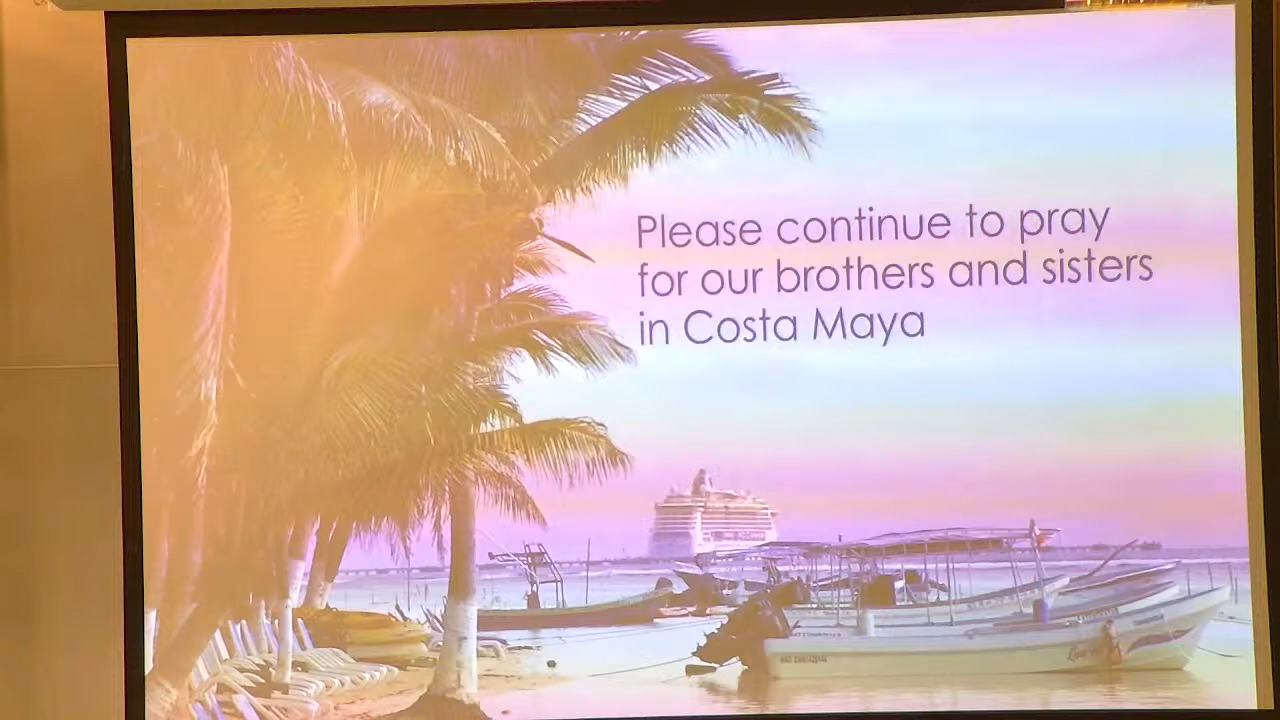 Please continue to pray
for our brothers and sisters
in Costa Maya